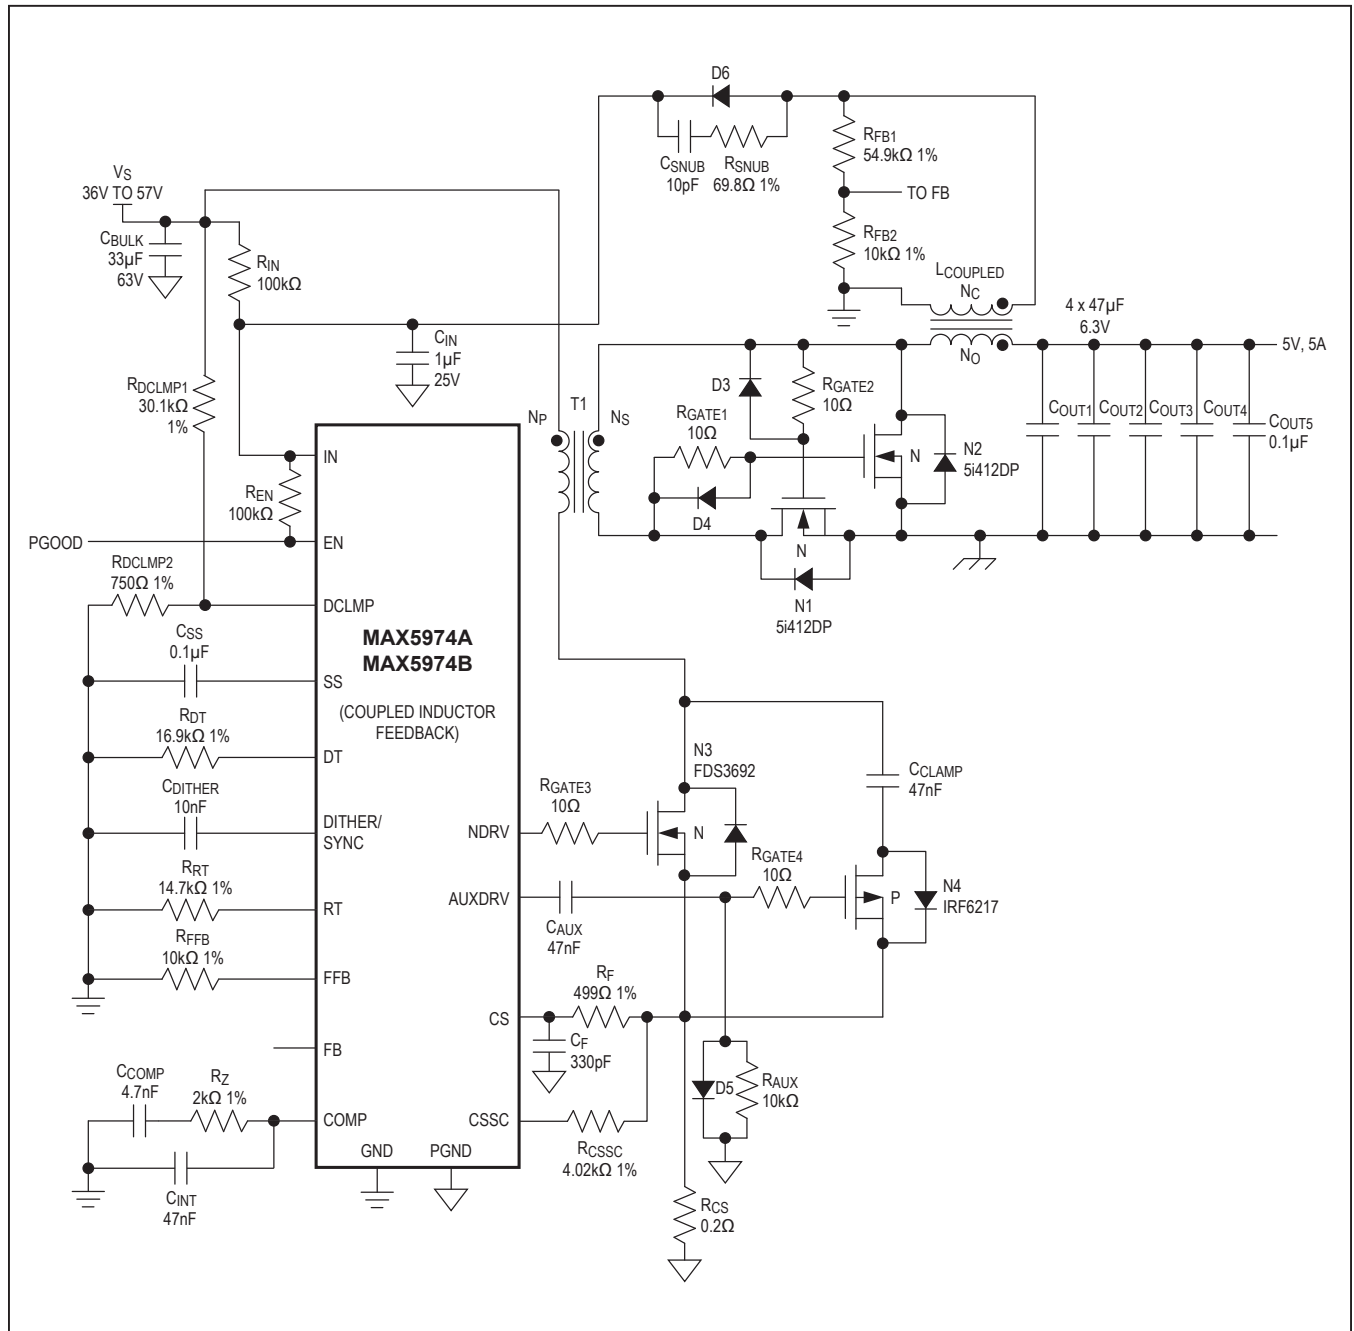 D6
CSNUB
10pF
RSNUB
69.8Ω 1%
RFB1
54.9kΩ 1%
TO FB
RFB2
10kΩ 1%
LCOUPLED
NC
NO
4 x 47µF
6.3V
5V, 5A
VS
36V TO 57V
CBULK
33µF
63V
RIN
100kΩ
CIN
1µF
25V
RDCLMP1
30.1kΩ
1%
NP
T1
NS
D3
RGATE2
10Ω
RGATE1
10Ω
D4
N
N2
5i412DP
N
N1
5i412DP
COUT1
COUT2
COUT3
COUT4
COUT5
0.1µF
REN
100kΩ
PGOOD
RDCLMP2
750Ω 1%
CSS
0.1µF
RDT
16.9kΩ 1%
CDITHER
10nF
RRT
14.7kΩ 1%
RFFB
10kΩ 1%
CCOMP
4.7nF
RZ
2kΩ 1%
CINT
47nF
IN
EN
DCLMP
SS
DT
DITHER/
SYNC
RT
FFB
FB
COMP
MAX5974A
MAX5974B
(COUPLED INDUCTOR
FEEDBACK)
NDRV
AUXDRV
CS
CSSC
GND
PGND
RGATE3
10Ω
N3
FDS3692
N
CCLAMP
47nF
RGATE4
10Ω
P
N4
IRF6217
CAUX
47nF
RF
499Ω 1%
CF
330pF
D5
RAUX
10kΩ
RCSSC
4.02kΩ 1%
RCS
0.2Ω